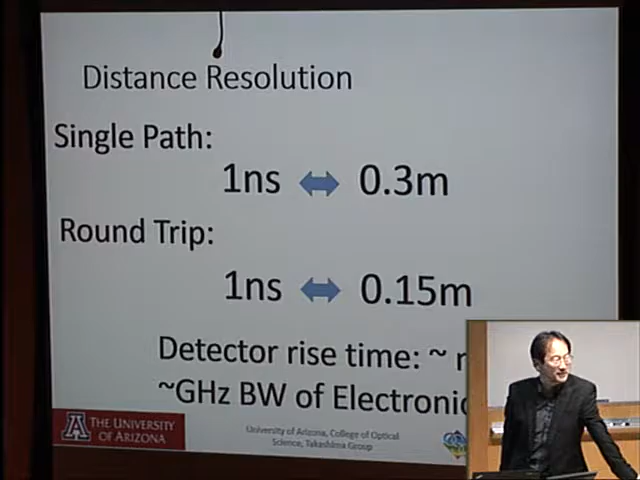 Distance Resolution
Single Path:
1ns 0.3m
Round Trip:
1ns 0.15m
Detector rise time: ~
~GHz BW of Electronic
THE UNIVERSITY
OF ARIZONA
University of Arizona, College of Optical
Science, Takashima Group